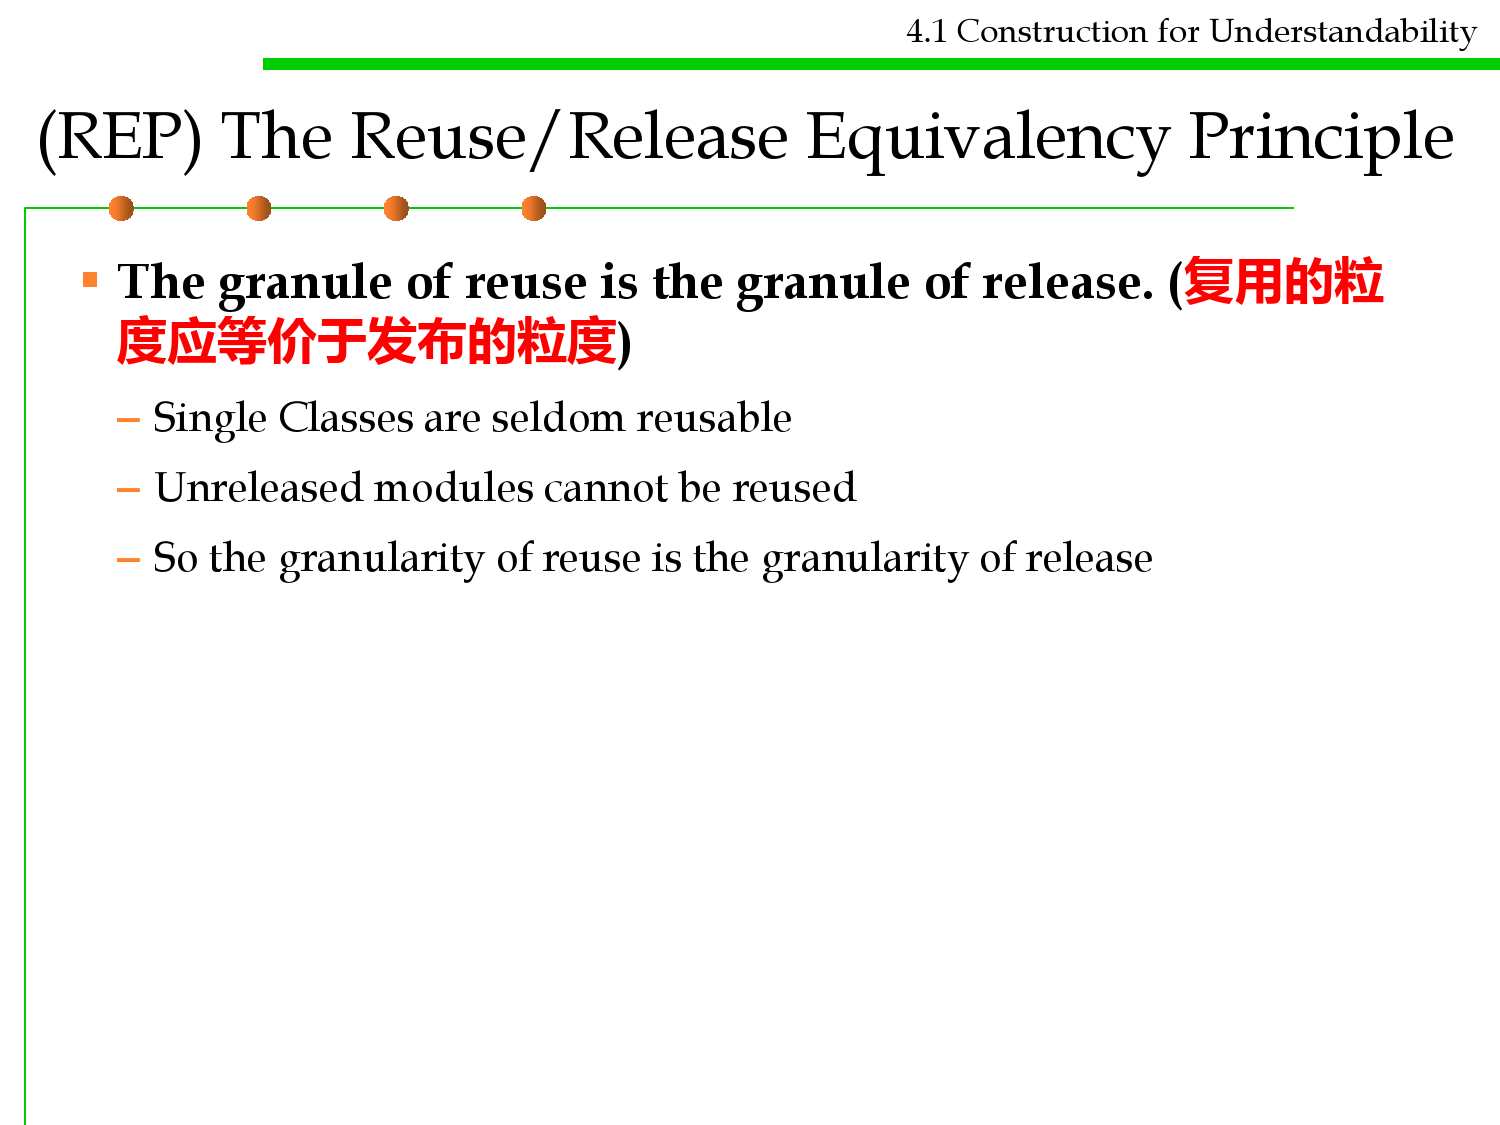 4.1 Construction for Understandability
(REP) The Reuse/Release Equivalency Principle
The granule of reuse is the granule of release. (复用的粒
度应等价于发布的粒度)
– Single Classes are seldom reusable
– Unreleased modules cannot be reused
– So the granularity of reuse is the granularity of release